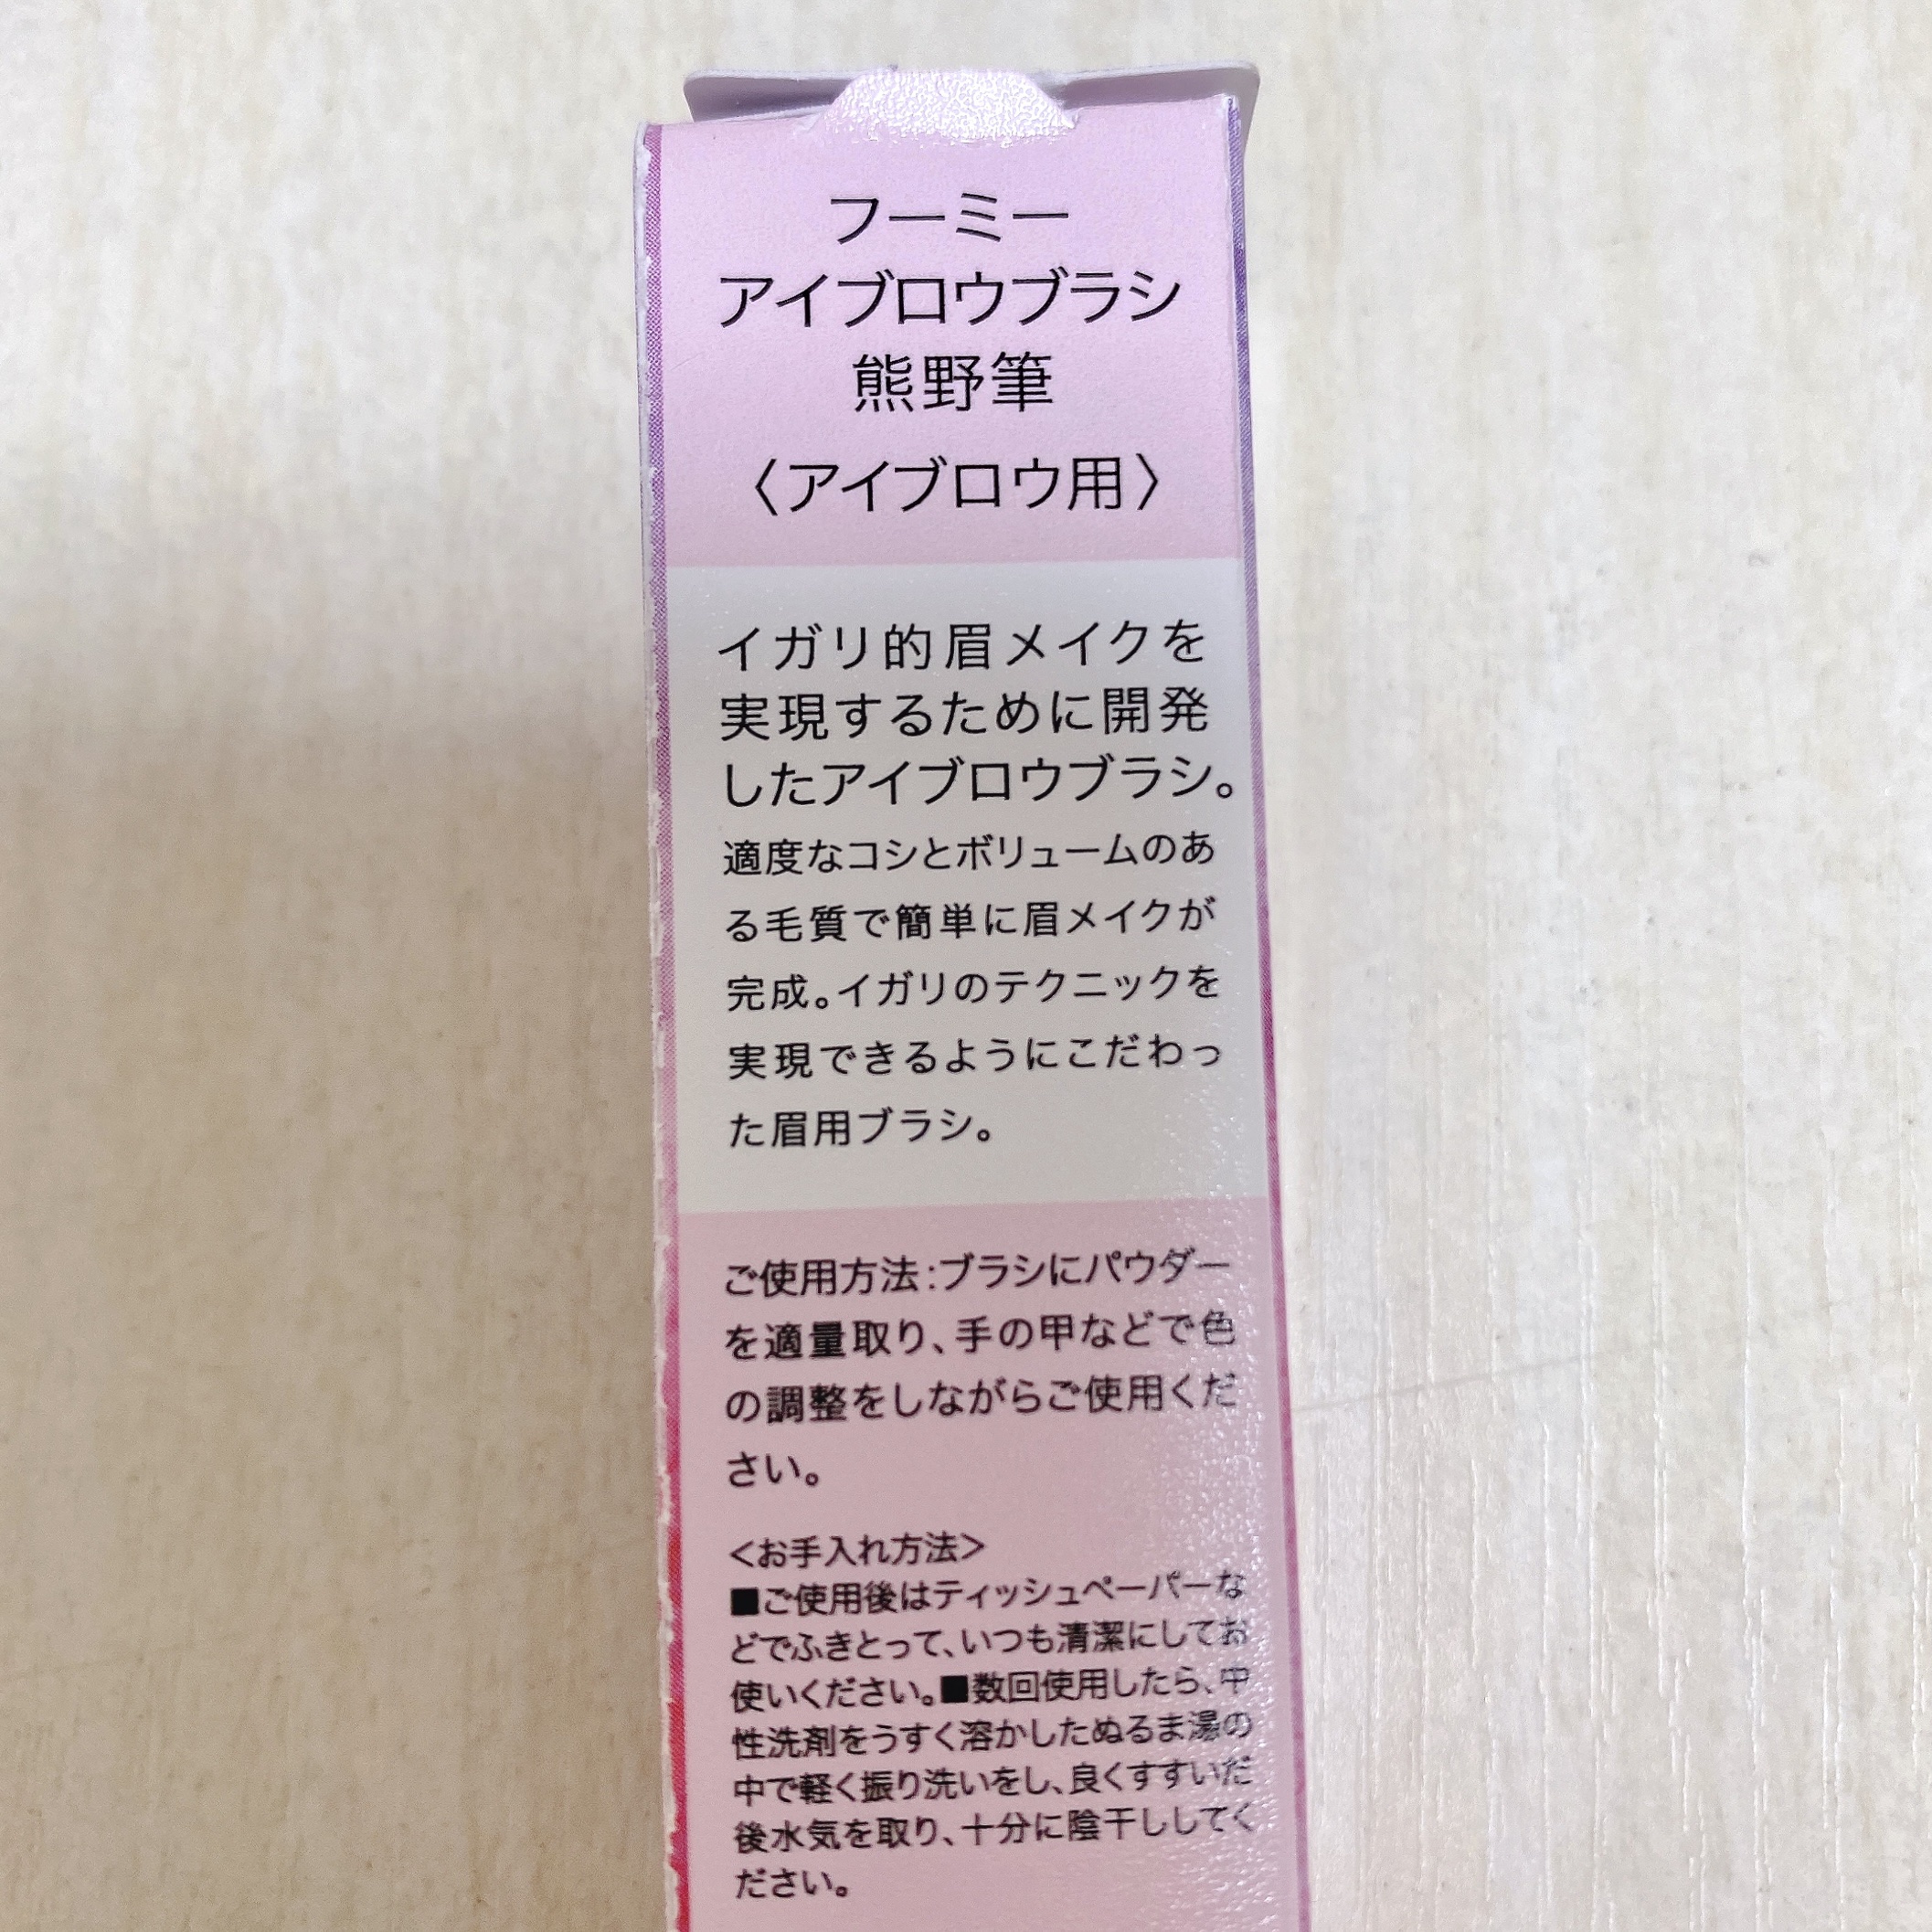 フーミー
アイブロウブラシ
熊野筆
〈アイブロウ用〉
イガリ的眉メイクを
実現するために開発
したアイブロウブラシ。
適度なコシとボリュームのあ
る毛質で簡単に眉メイクが
完成。イガリのテクニックを
実現できるようにこだわっ
た眉用ブラシ。
ご使用方法:ブラシにパウダー
を適量取り、手の甲などで色
の調整をしながらご使用くだ
さい。
<お手入れ方法>
■ご使用後はティッシュペーパーな
どでふきとって、いつも清潔にしてお
使いください。■数回使用したら、中
性洗剤をうすく溶かしたぬるま湯の
中で軽く振り洗いをし、良くすすいだ
後水気を取り、十分に陰干ししてく
ださい。